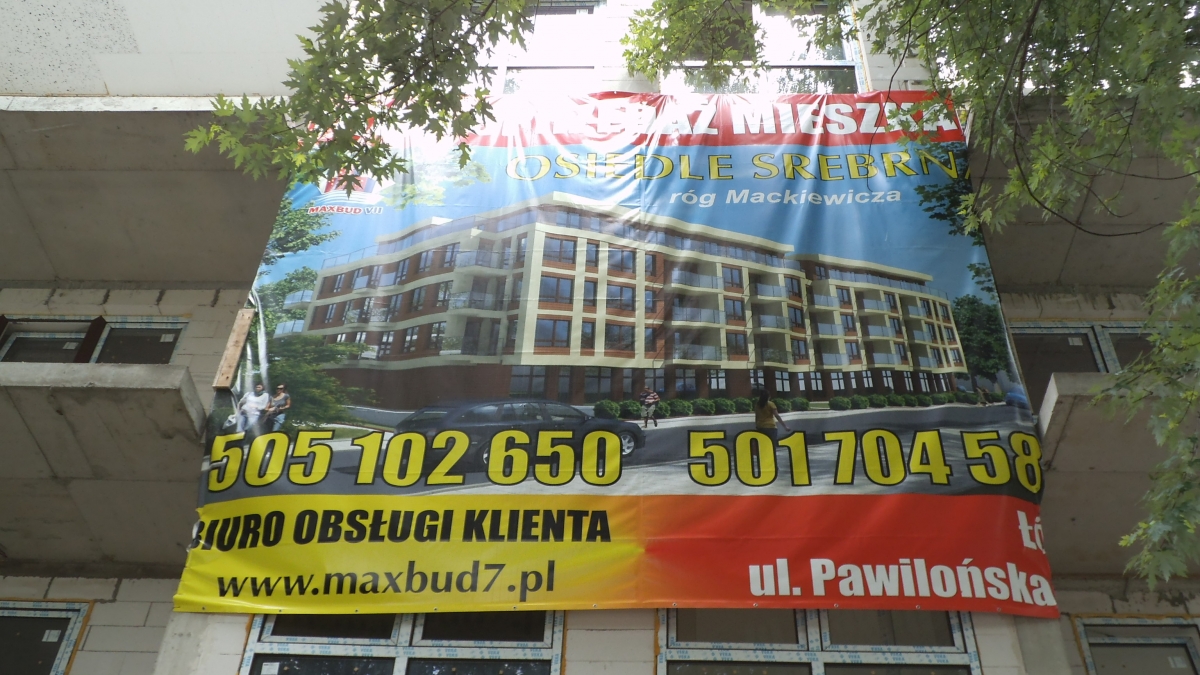 MIESZKA
OSIEDLE SREBRN
róg Mackiewicza
MAXBUD VII
505 102 650 501 704 58
BIURO OBSŁUGI KLIENTA
www.maxbud7.pl
ul. Pawilońska